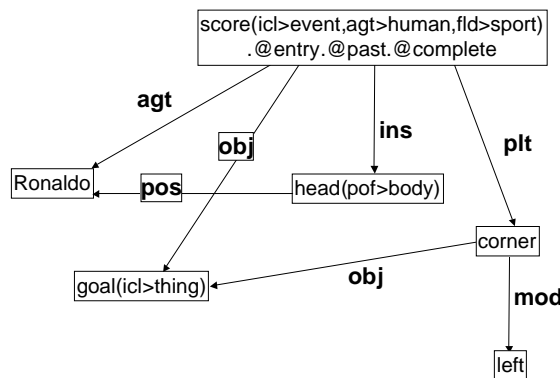 score(icl>event,agt>human,fld>sport)
.@entry.@past.@complete
agt
obj
ins
plt
Ronaldo
pos
head(pof>body)
corner
obj
goal(icl>thing)
mod
left